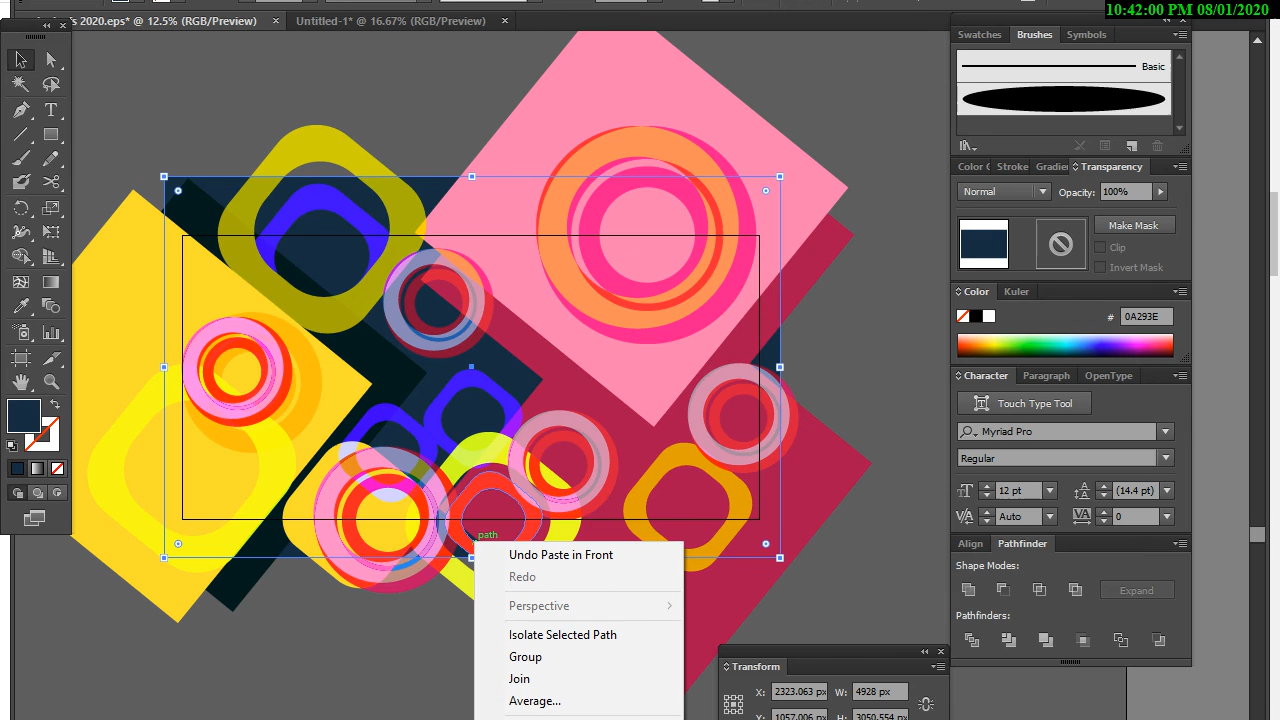 10:42:00 PM 08/01/2020
's 2020.eps* @ 12.5% (RGB/Preview)
Untitled-1* @ 16.67% (RGB/Preview)
Swatches
Brushes
Symbols
Basic
Color
Stroke
Gradie
Transparency
Normal
Opacity:
100%
Make Mask
Clip
Invert Mask
Color
Kuler
# 0A293E
Character
Paragraph
OpenType
Touch Type Tool
Myriad Pro
Regular
12 pt
(14.4 pt)
Auto
0
Align
Pathfinder
Shape Modes:
Expand
Pathfinders:
path
Undo Paste in Front
Redo
Perspective
Isolate Selected Path
Group
Join
Average...
Transform
X: 2323.063 px
W: 4928 px
Y: 1057.006 px
H: 3050.554 px